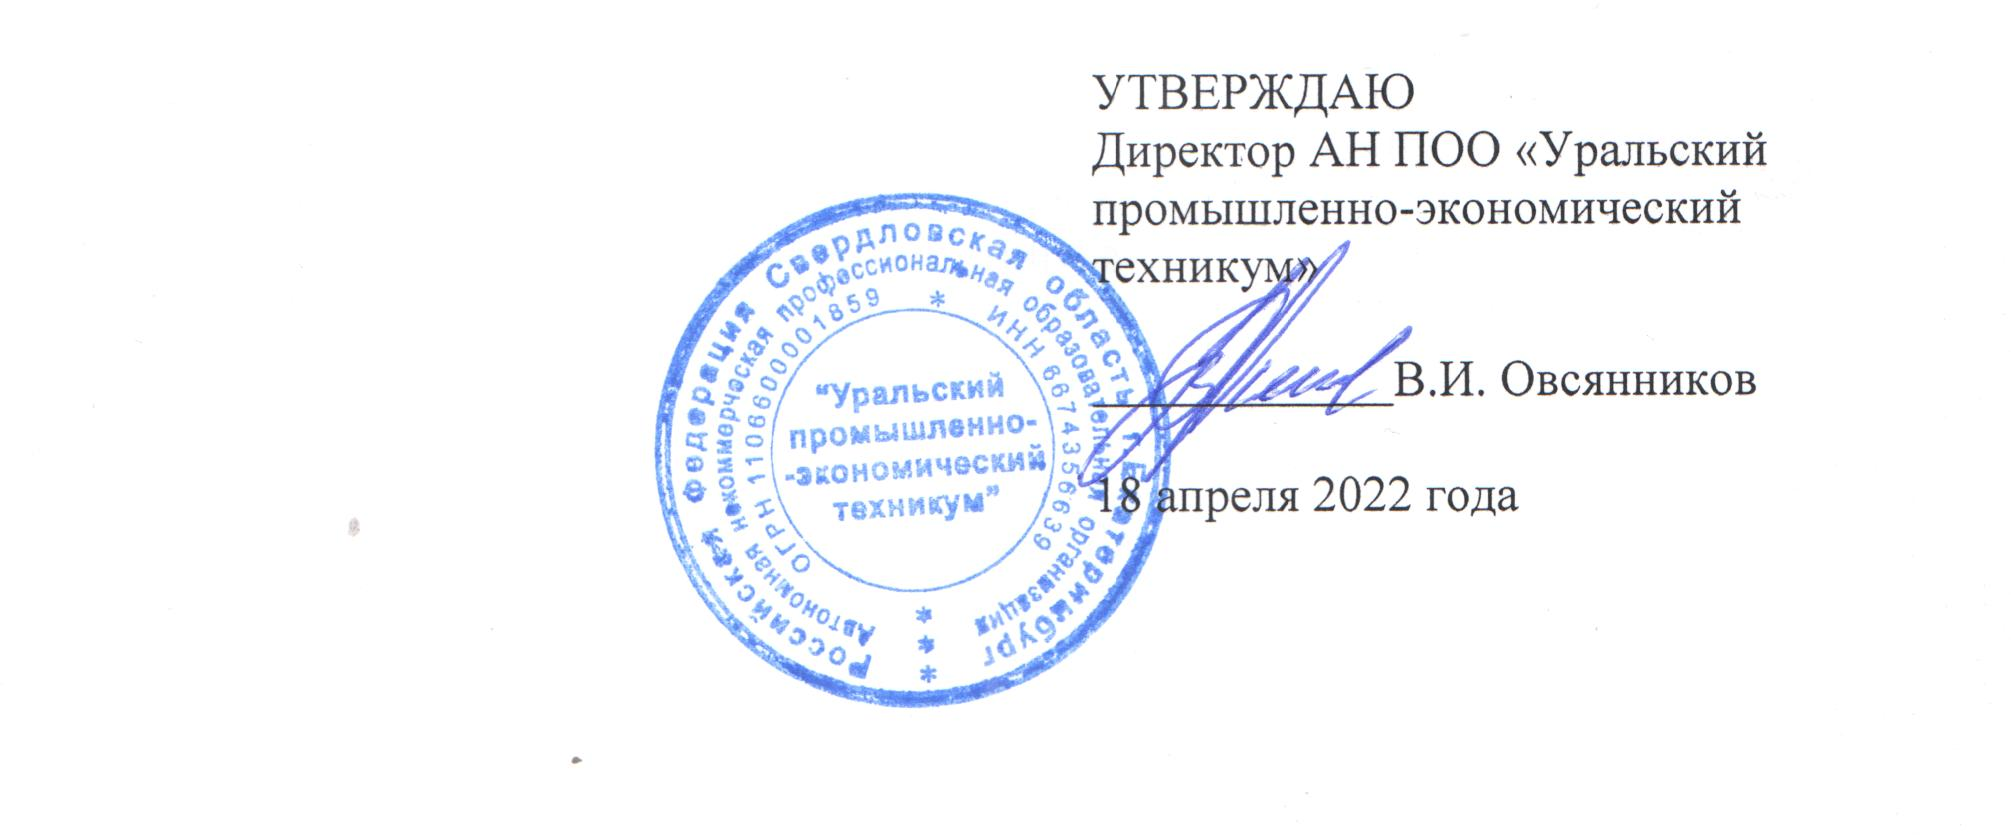 УТВЕРЖДАЮ
Директор АН ПОО «Уральский
промышленно-экономический
техникум»
В.И. Овсянников
18 апреля 2022 года
Российская Федерация Свердловская область г. Екатеринбург
Автономная некоммерческая профессиональная образовательная организация
ОГРН 1106600001859 * ИНН 6674356639
“Уральский
промышленно-
-экономический
техникум”
* * *